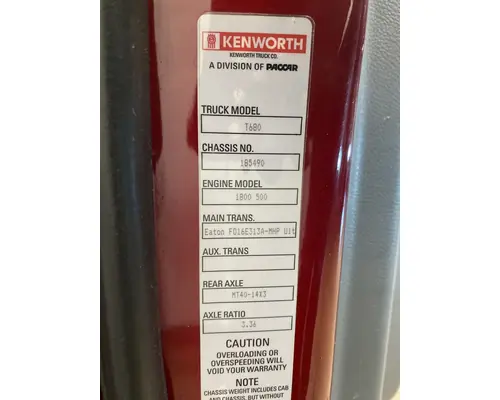 KENWORTH
KENWORTH TRUCK CO.
A DIVISION OF PACCAR
TRUCK MODEL
T680
CHASSIS NO.
185490
ENGINE MODEL
1800 500
MAIN TRANS.
Eaton FO16E313A-MHP Ult
AUX. TRANS
REAR AXLE
MT40-14X3
AXLE RATIO
3.36
CAUTION
OVERLOADING OR
OVERSPEEDING WILL
VOID YOUR WARRANTY
NOTE
CHASSIS WEIGHT INCLUDES CAB
AND CHASSIS, BUT WITHOUT